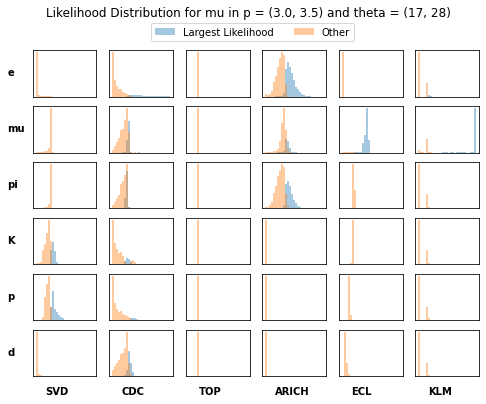 Likelihood Distribution for mu in p = (3.0, 3.5) and theta = (17, 28)
Largest Likelihood Other
e
mu
pi
K
p
d
SVD CDC TOP ARICH ECL KLM